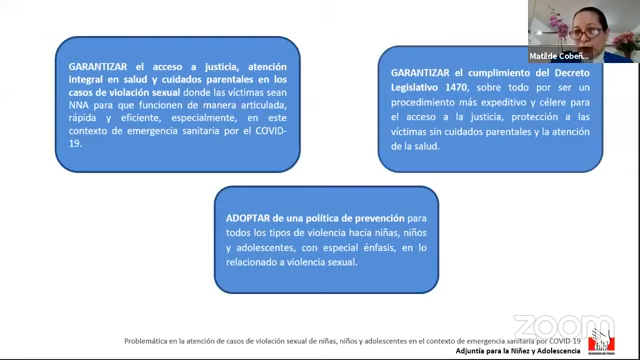 Matilde Cobeñ...
GARANTIZAR el acceso a justicia, atención
integral en salud y cuidados parentales en los
casos de violación sexual donde las víctimas sean
NNA para que funcionen de manera articulada,
rápida y eficiente, especialmente, en este
contexto de emergencia sanitaria por el COVID-
19.
GARANTIZAR el cumplimiento del Decreto
Legislativo 1470, sobre todo por ser un
procedimiento más expeditivo y célere para
el acceso a la justicia, protección a las
víctimas sin cuidados parentales y la atención
de la salud.
ADOPTAR de una política de prevención para
todos los tipos de violencia hacia niñas, niños
y adolescentes, con especial énfasis, en lo
relacionado a violencia sexual.
zoom
Problemática en la atención de casos de violación sexual de niñas, niños y adolescentes en el contexto de emergencia sanitaria por COVID-19
Adjuntía para la Niñez y Adolescencia